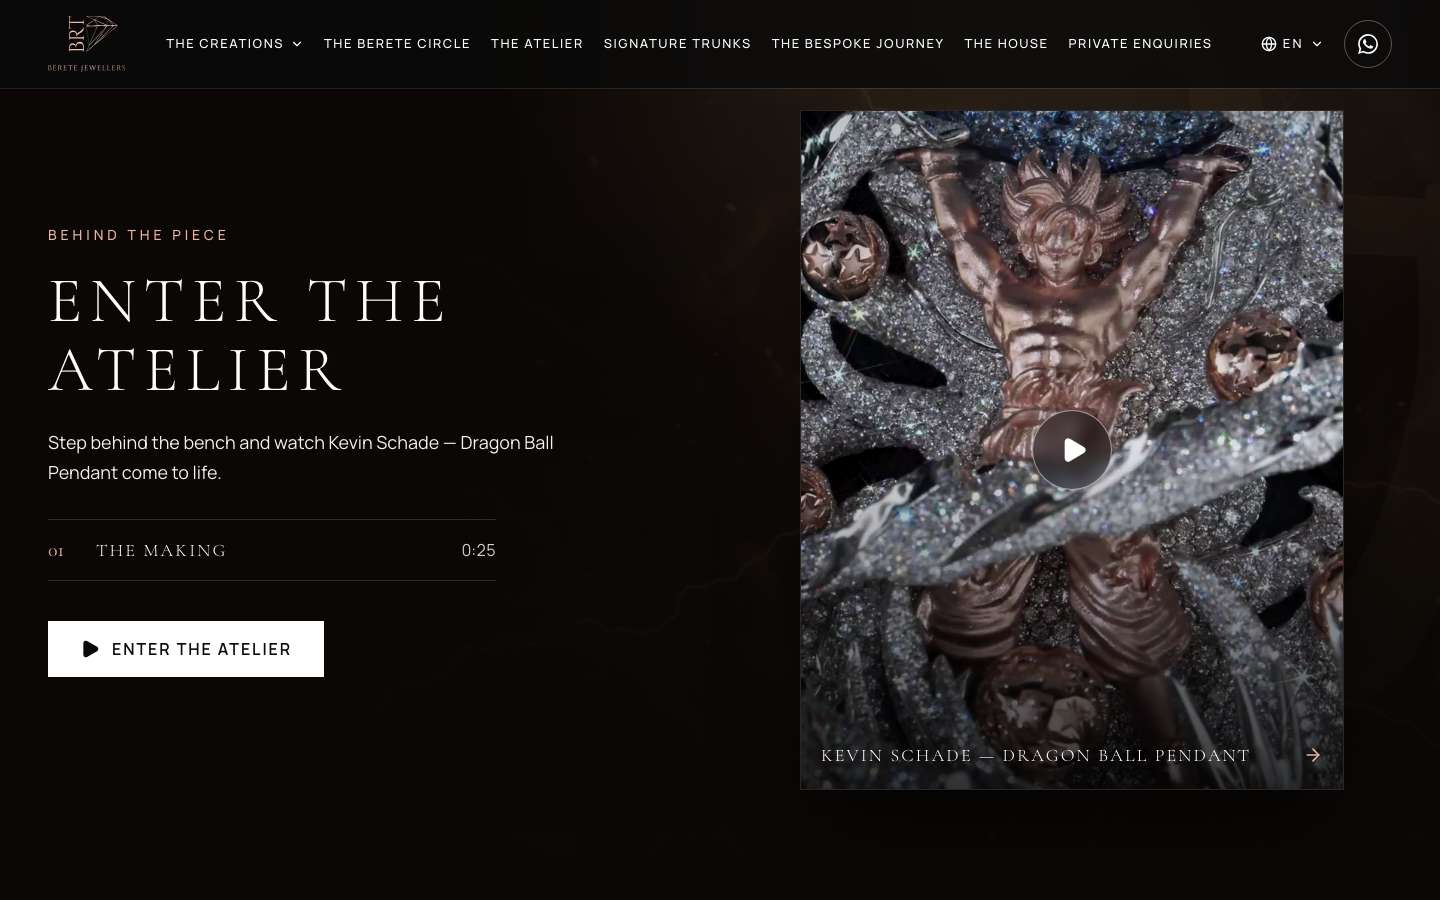 BRT
BERETE JEWELLERS
THE CREATIONS
THE BERETE CIRCLE
THE ATELIER
SIGNATURE TRUNKS
THE BESPOKE JOURNEY
THE HOUSE
PRIVATE ENQUIRIES
EN
BEHIND THE PIECE
ENTER THE
ATELIER
Step behind the bench and watch Kevin Schade — Dragon Ball
Pendant come to life.
01 THE MAKING 0:25
ENTER THE ATELIER
KEVIN SCHADE — DRAGON BALL PENDANT